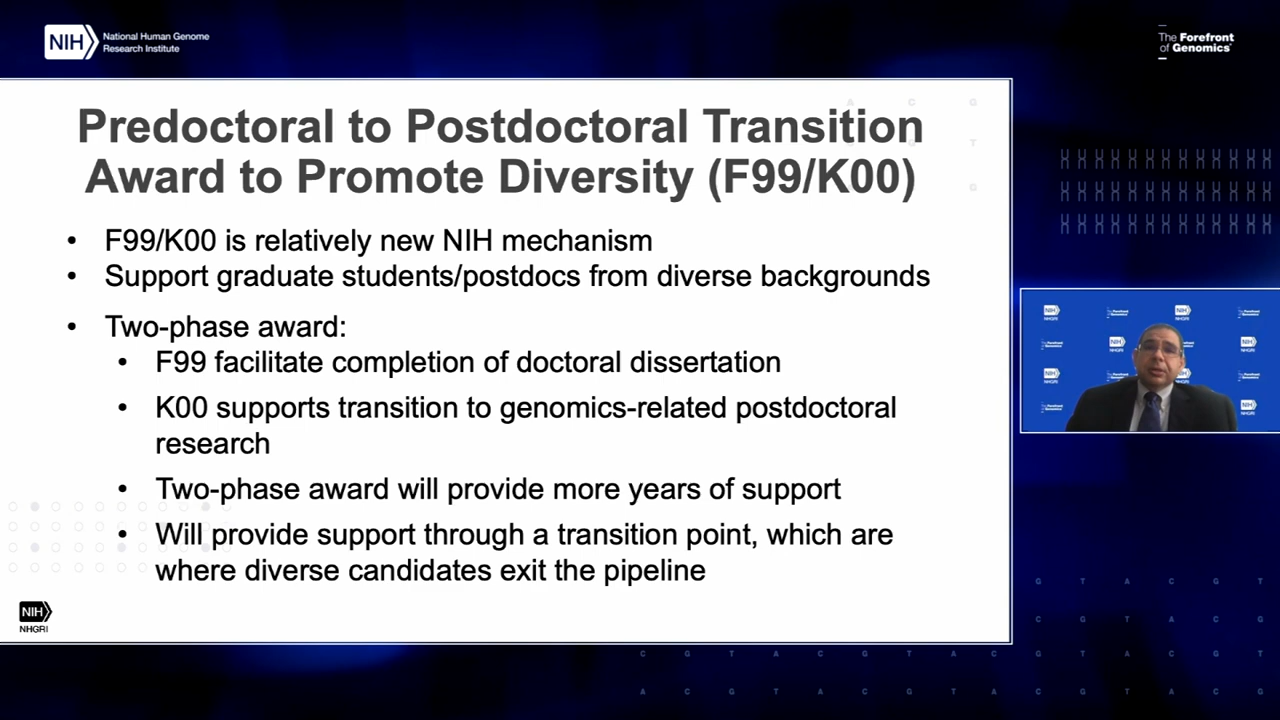 NIH
National Human Genome
Research Institute
The Forefront
of Genomics
Predoctoral to Postdoctoral Transition
Award to Promote Diversity (F99/K00)
• F99/K00 is relatively new NIH mechanism
• Support graduate students/postdocs from diverse backgrounds
• Two-phase award:
• F99 facilitate completion of doctoral dissertation
• K00 supports transition to genomics-related postdoctoral
research
• Two-phase award will provide more years of support
• Will provide support through a transition point, which are
where diverse candidates exit the pipeline
NIH
NHGRI
A C G
T
G
G T A C G T
C G T A C G
C G T A C G T A C G T A C G T
A C G T A C G T A C G T A C G